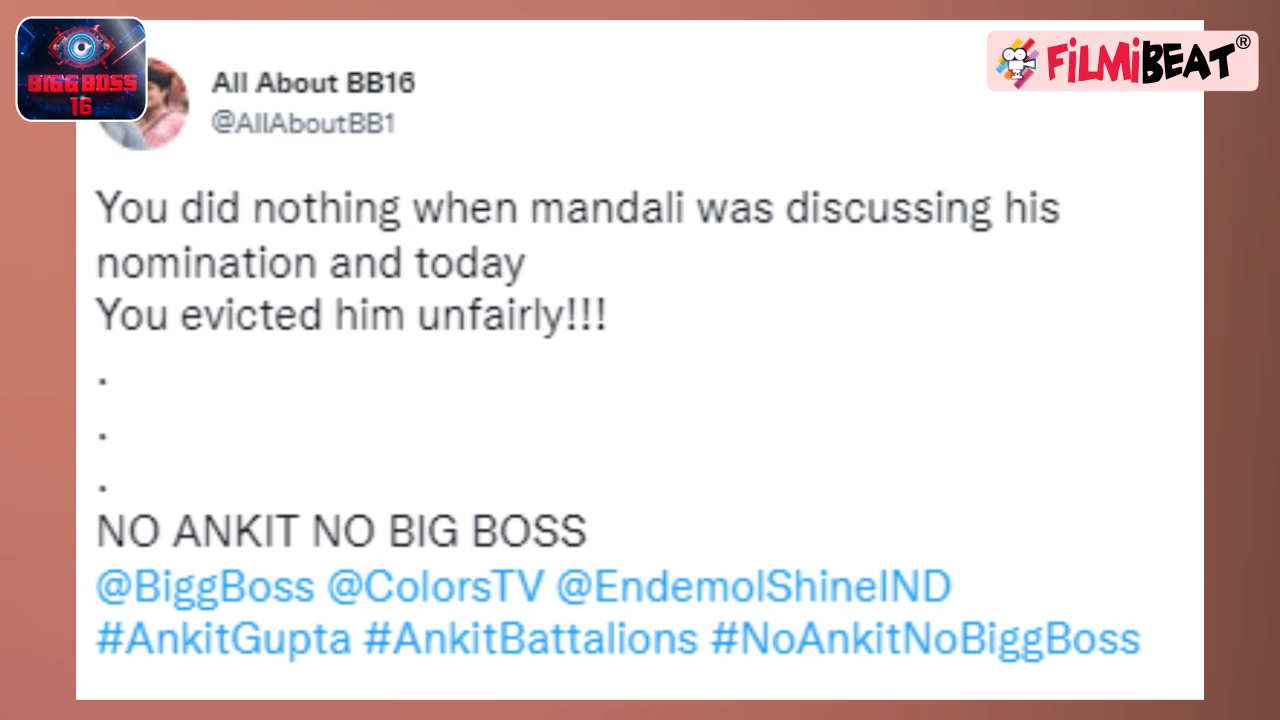 BIGG BOSS
16
FiLMiBEAT®
All About BB16
@AllAboutBB1
You did nothing when mandali was discussing his
nomination and today
You evicted him unfairly!!!
.
.
.
NO ANKIT NO BIG BOSS
@BiggBoss @ColorsTV @EndemolShineIND
#AnkitGupta #AnkitBattalions #NoAnkitNoBiggBoss